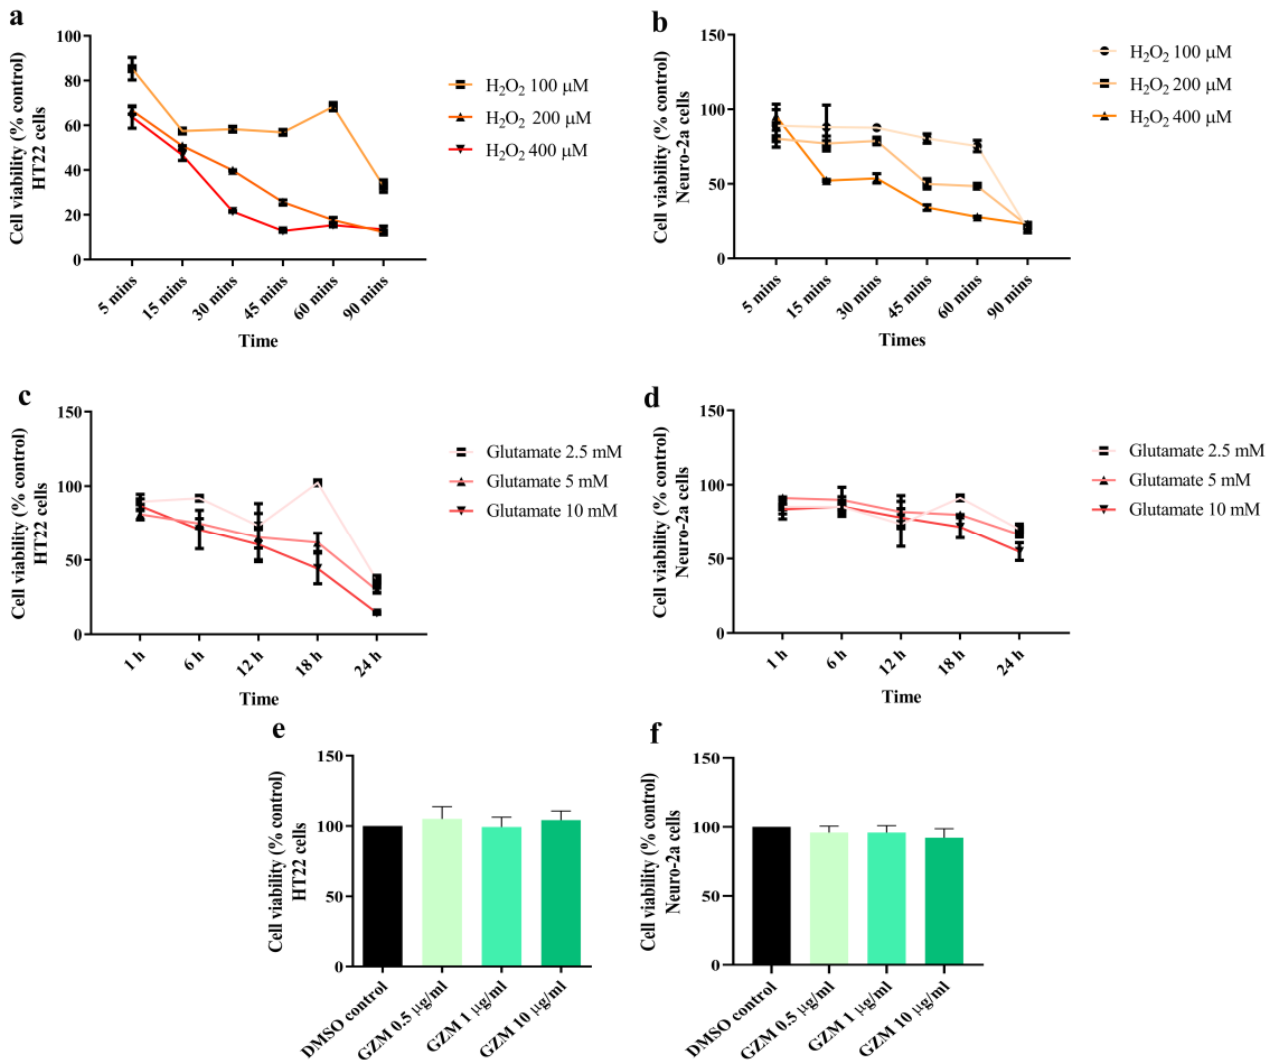 a
Cell viability (% control)
HT22 cells
100
80
60
40
20
0
5 mins
15 mins
30 mins
45 mins
60 mins
90 mins
Time
H₂O₂ 100 μM
H₂O₂ 200 μM
H₂O₂ 400 μM
b
Cell viability (% control)
Neuro-2a cells
150
100
50
0
5 mins
15 mins
30 mins
45 mins
60 mins
90 mins
Times
H₂O₂ 100 μM
H₂O₂ 200 μM
H₂O₂ 400 μM
c
Cell viability (% control)
HT22 cells
150
100
50
0
1 h
6 h
12 h
18 h
24 h
Time
Glutamate 2.5 mM
Glutamate 5 mM
Glutamate 10 mM
d
Cell viability (% control)
Neuro-2a cells
150
100
50
0
1 h
6 h
12 h
18 h
24 h
Time
Glutamate 2.5 mM
Glutamate 5 mM
Glutamate 10 mM
e
Cell viability (% control)
HT22 cells
150
100
50
0
DMSO control
GZM 0.5 μg/ml
GZM 1 μg/ml
GZM 10 μg/ml
f
Cell viability (% control)
Neuro-2a cells
150
100
50
0
DMSO control
GZM 0.5 μg/ml
GZM 1 μg/ml
GZM 10 μg/ml